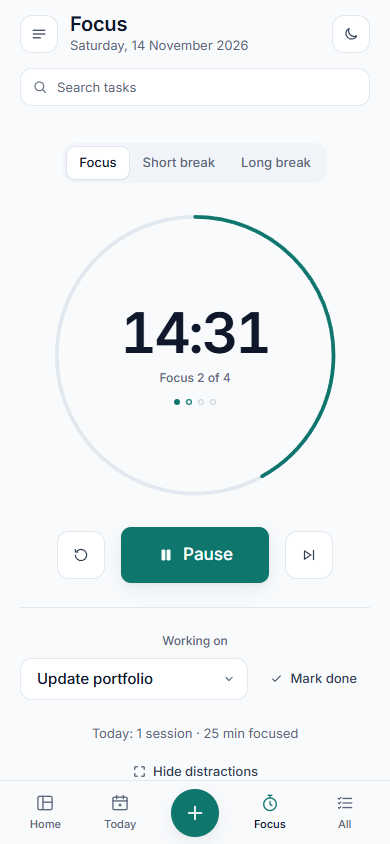 Focus
Saturday, 14 November 2026
Search tasks
Focus Short break Long break
14:31
Focus 2 of 4
Pause
Working on
Update portfolio
Mark done
Today: 1 session · 25 min focused
Hide distractions
Home Today Focus All